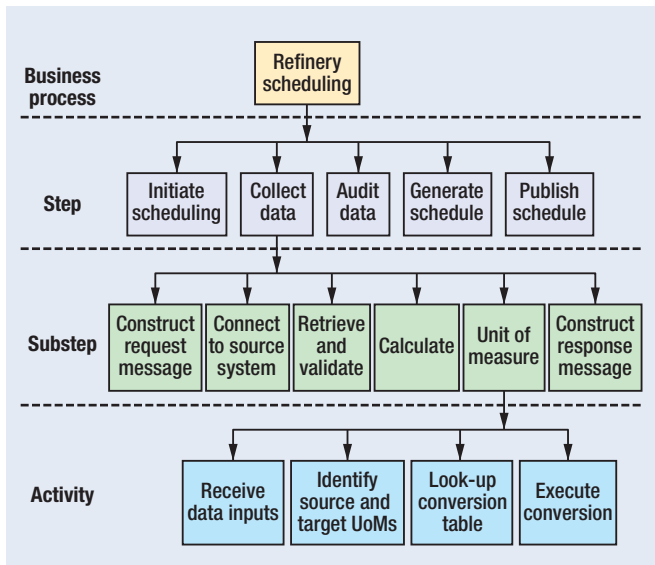 Business
process
Refinery
scheduling
Step
Initiate
scheduling
Collect
data
Audit
data
Generate
schedule
Publish
schedule
Substep
Construct
request
message
Connect
to source
system
Retrieve
and
validate
Calculate
Unit of
measure
Construct
response
message
Activity
Receive
data inputs
Identify
source and
target UoMs
Look-up
conversion
table
Execute
conversion